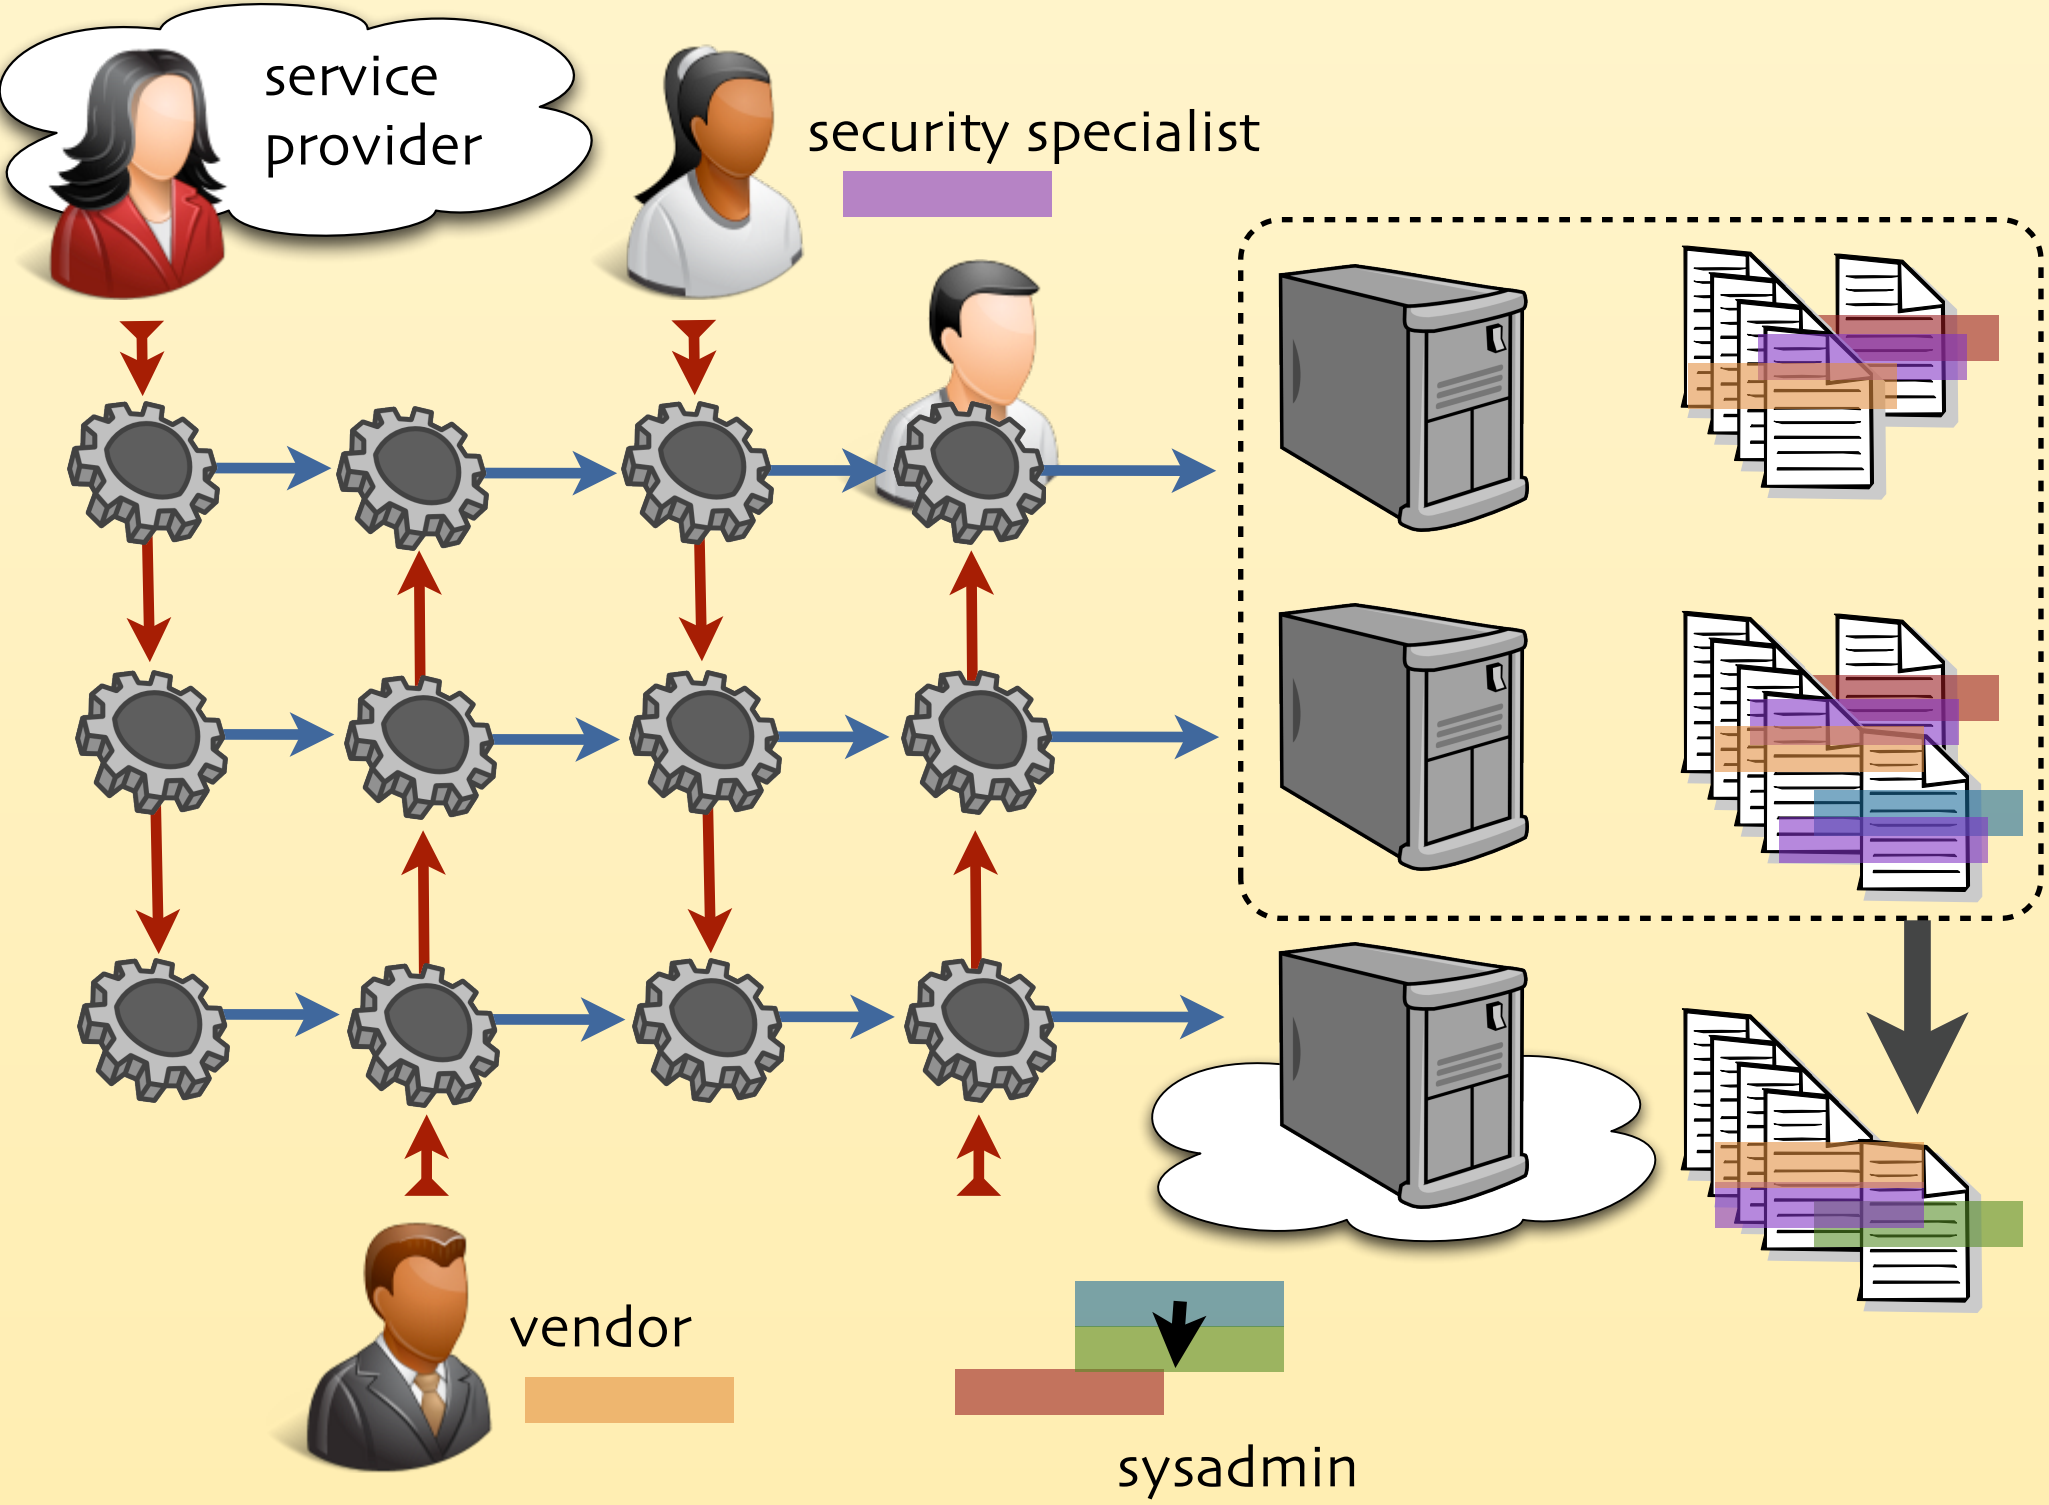 service
provider
security specialist
vendor
sysadmin